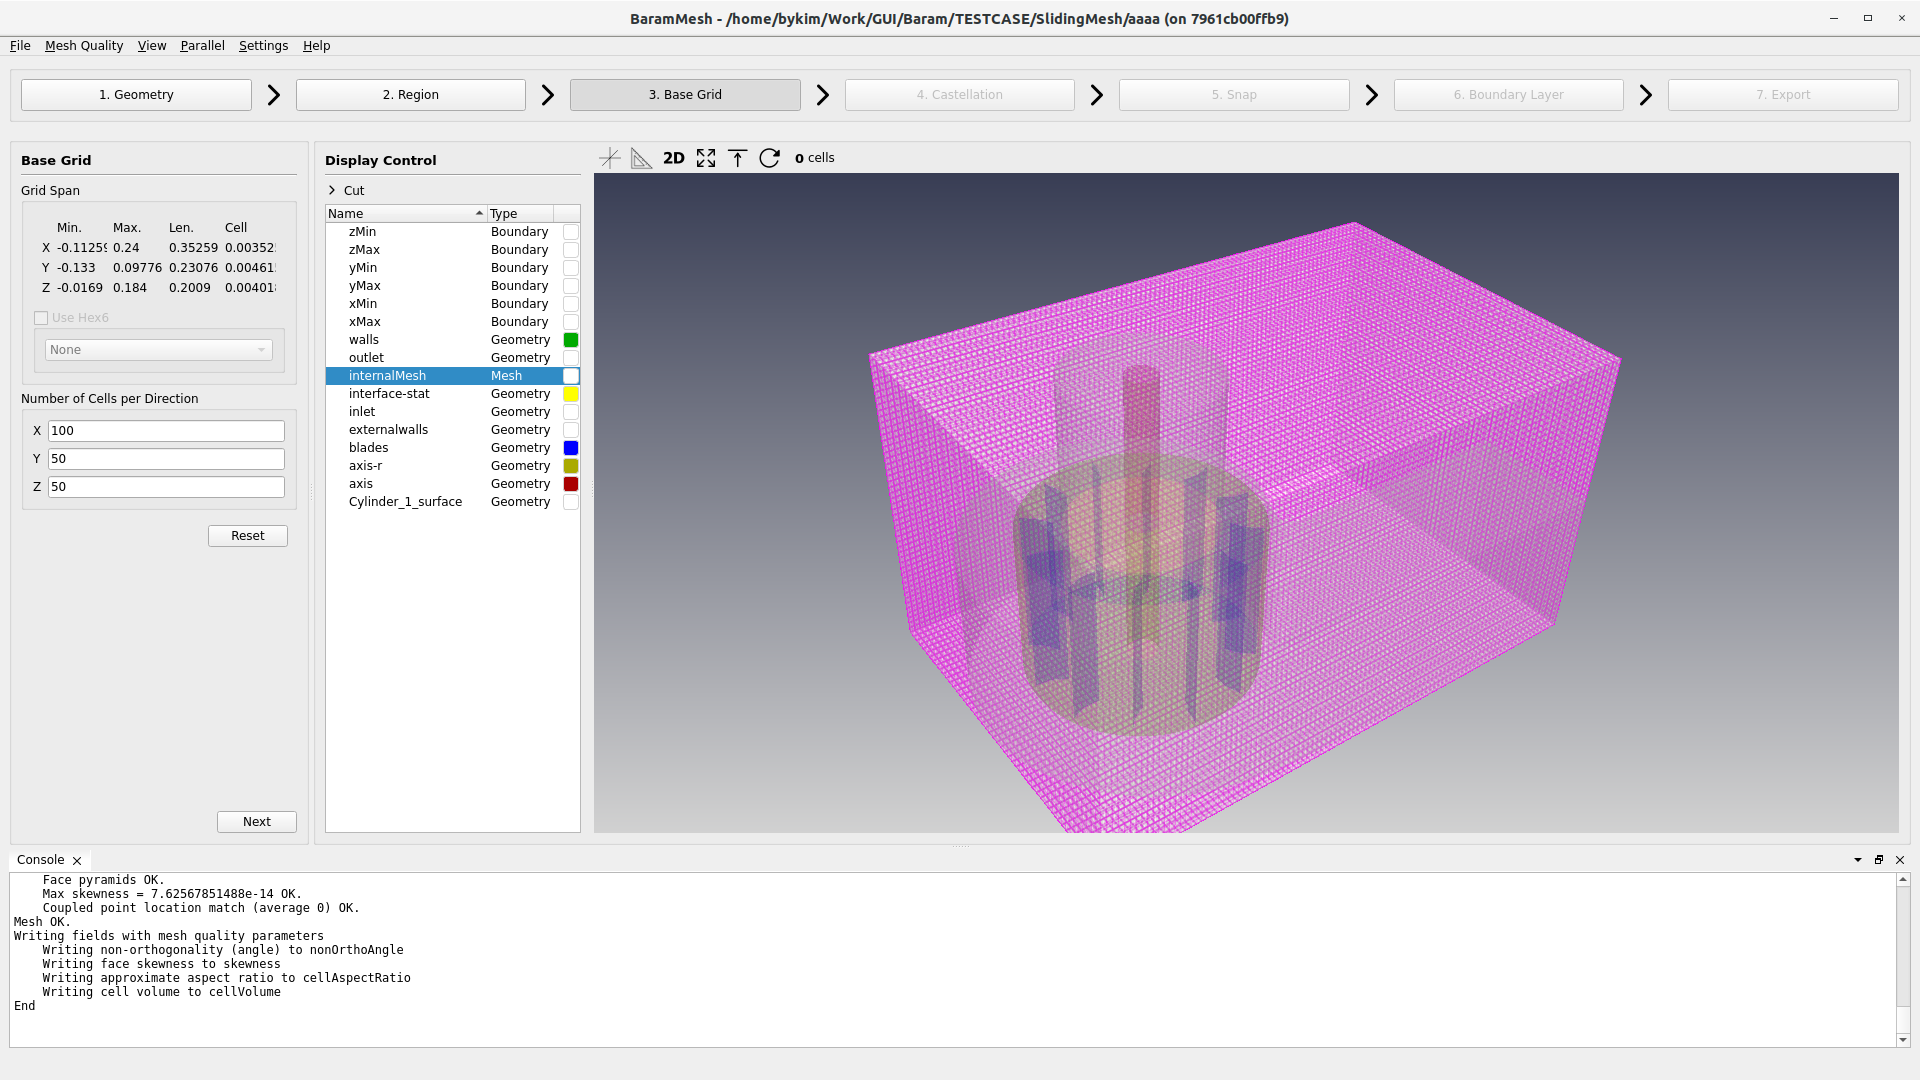 BaramMesh - /home/bykim/Work/GUI/Baram/TESTCASE/SlidingMesh/aaaa (on 7961cb00ffb9)
File Mesh Quality View Parallel Settings Help
1. Geometry 2. Region 3. Base Grid 4. Castellation 5. Snap 6. Boundary Layer 7. Export
Base Grid
Grid Span
Min. Max. Len. Cell
X -0.11259 0.24 0.35259 0.00352
Y -0.133 0.09776 0.23076 0.00461
Z -0.0169 0.184 0.2009 0.00401
Use Hex6
None
Number of Cells per Direction
X 100
Y 50
Z 50
Reset
Next
Display Control
Cut
Name Type
zMin Boundary
zMax Boundary
yMin Boundary
yMax Boundary
xMin Boundary
xMax Boundary
walls Geometry
outlet Geometry
internalMesh Mesh
interface-stat Geometry
inlet Geometry
externalwalls Geometry
blades Geometry
axis-r Geometry
axis Geometry
Cylinder_1_surface Geometry
2D 0 cells
Console
Face pyramids OK.
Max skewness = 7.62567851488e-14 OK.
Coupled point location match (average 0) OK.
Mesh OK.
Writing fields with mesh quality parameters
Writing non-orthogonality (angle) to nonOrthoAngle
Writing face skewness to skewness
Writing approximate aspect ratio to cellAspectRatio
Writing cell volume to cellVolume
End